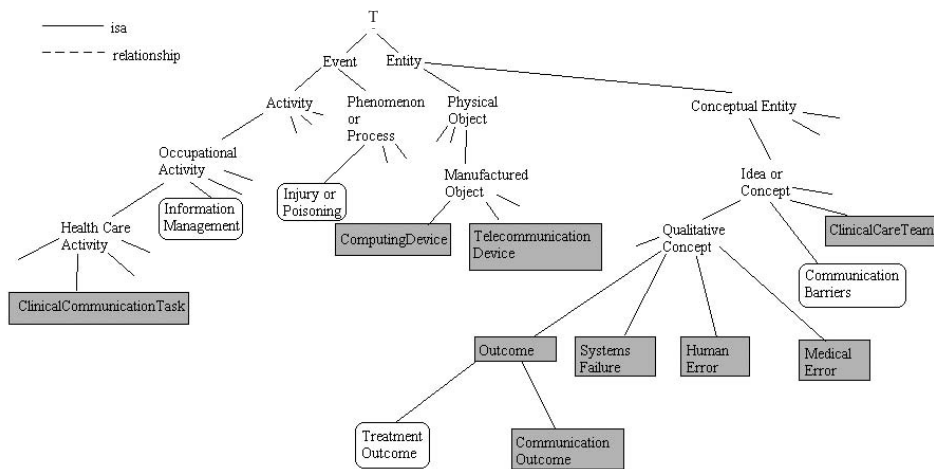 isa
relationship
T
Event
Entity
Activity
Phenomenon
or
Process
Physical
Object
Conceptual Entity
Occupational
Activity
Information
Management
Injury or
Poisoning
Manufactured
Object
Idea or
Concept
Health Care
Activity
ComputingDevice
Telecommunication
Device
Qualitative
Concept
ClinicalCareTeam
Communication
Barriers
ClinicalCommunicationTask
Outcome
Systems
Failure
Human
Error
Medical
Error
Treatment
Outcome
Communication
Outcome